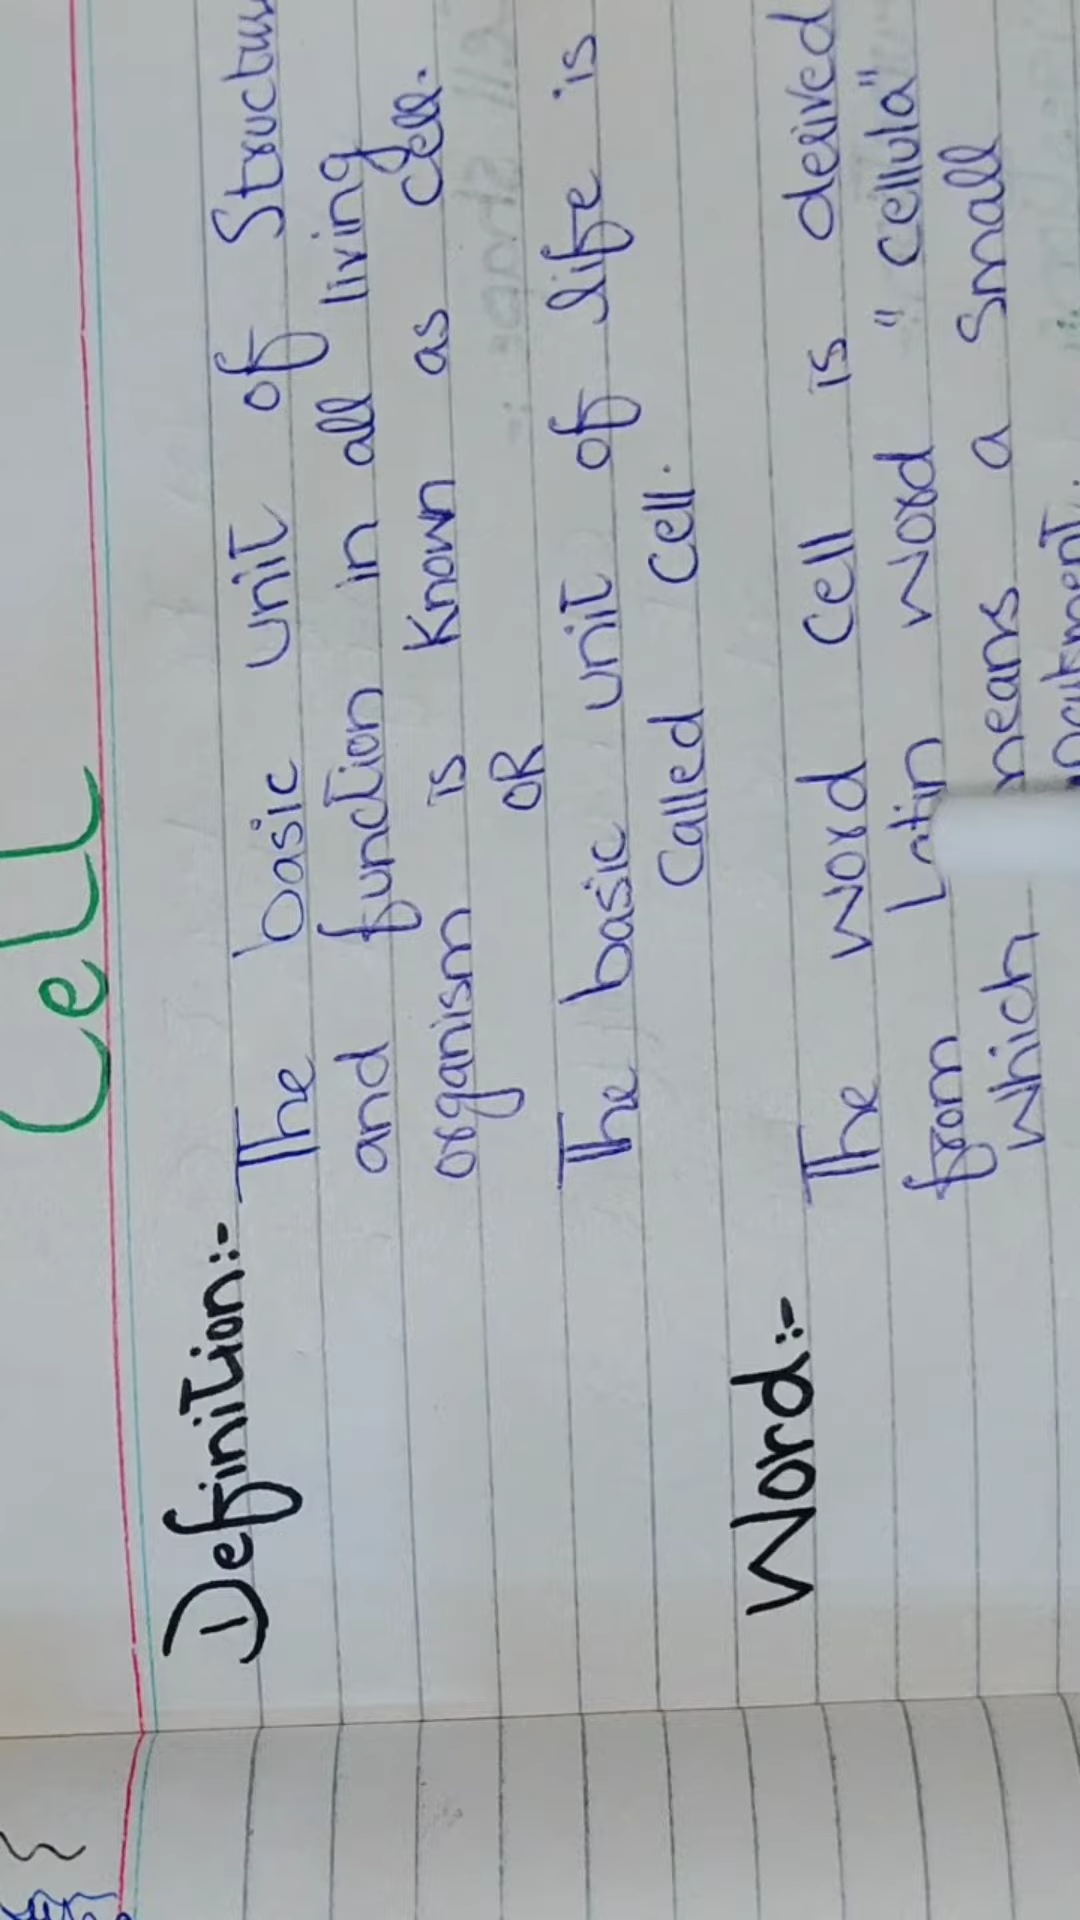 Cell
Definition:-
The basic unit of Structur
and function in all living
organism is known as cell.
OR
The basic unit of life is
Called Cell.
Word:-
The word Cell is derived
from Latin word "cellula"
which means a small